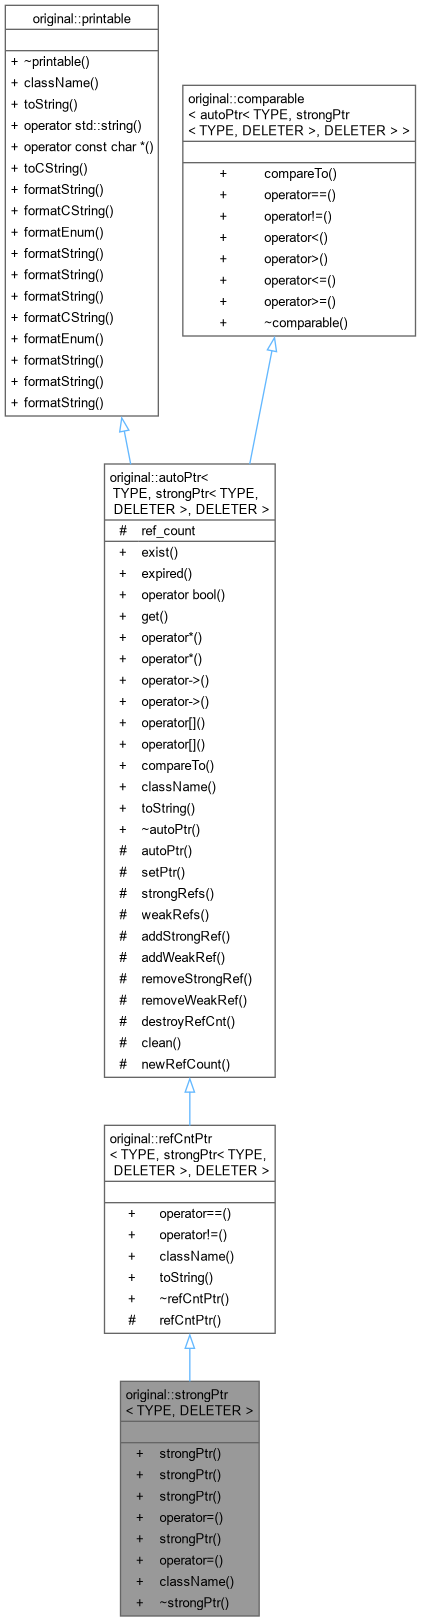 original::printable
+ ~printable()
+ className()
+ toString()
+ operator std::string()
+ operator const char *()
+ toCString()
+ formatString()
+ formatCString()
+ formatEnum()
+ formatString()
+ formatString()
+ formatString()
+ formatCString()
+ formatEnum()
+ formatString()
+ formatString()
+ formatString()
original::comparable
< autoPtr< TYPE, strongPtr
< TYPE, DELETER >, DELETER > >
+ compareTo()
+ operator==()
+ operator!=()
+ operator<()
+ operator>()
+ operator<=()
+ operator>=()
+ ~comparable()
original::autoPtr<
TYPE, strongPtr< TYPE,
DELETER >, DELETER >
# ref_count
+ exist()
+ expired()
+ operator bool()
+ get()
+ operator*()
+ operator*()
+ operator->()
+ operator->()
+ operator[]()
+ operator[]()
+ compareTo()
+ className()
+ toString()
+ ~autoPtr()
# autoPtr()
# setPtr()
# strongRefs()
# weakRefs()
# addStrongRef()
# addWeakRef()
# removeStrongRef()
# removeWeakRef()
# destroyRefCnt()
# clean()
# newRefCount()
original::refCntPtr
< TYPE, strongPtr< TYPE,
DELETER >, DELETER >
+ operator==()
+ operator!=()
+ className()
+ toString()
+ ~refCntPtr()
# refCntPtr()
original::strongPtr
< TYPE, DELETER >
+ strongPtr()
+ strongPtr()
+ strongPtr()
+ operator=()
+ strongPtr()
+ operator=()
+ className()
+ ~strongPtr()